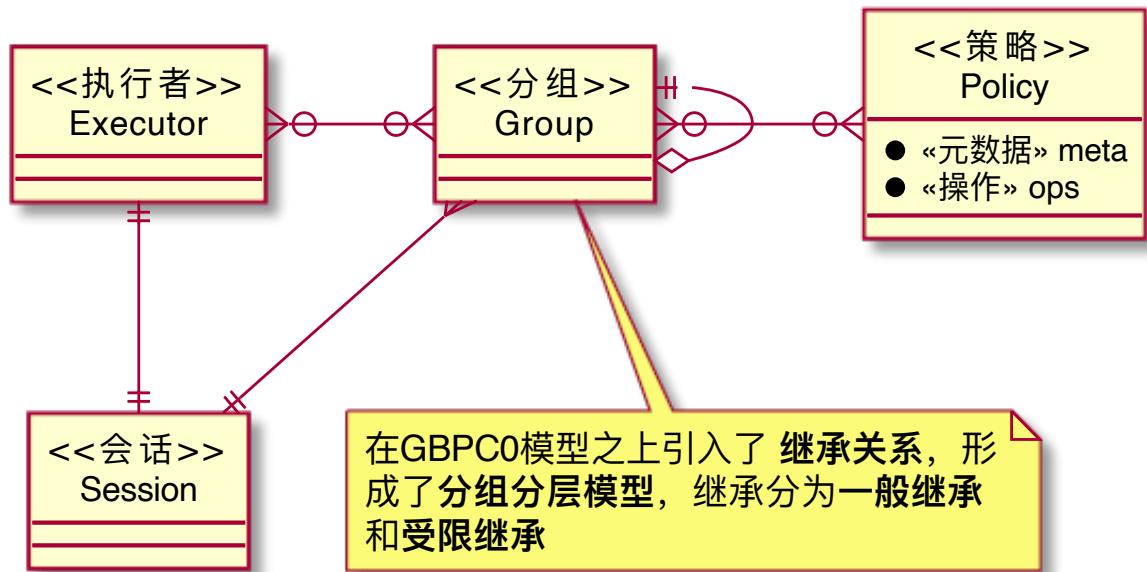 <<执行者>>
Executor
<<分组>>
Group
<<策略>>
Policy
«元数据» meta
«操作» ops
<<会话>>
Session
在GBPC0模型之上引入了 继承关系，形
成了分组分层模型，继承分为一般继承
和受限继承